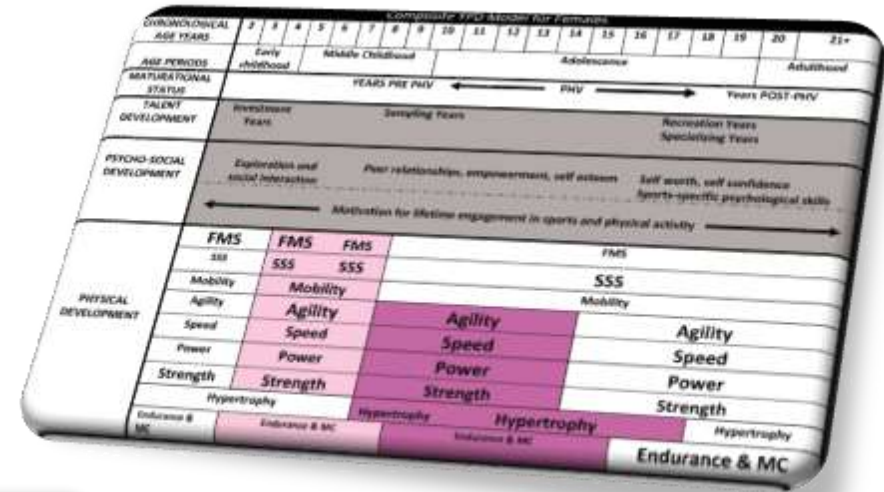 Composite YPD Model for Females
CHRONOLOGICAL AGE YEARS 2 3 4 5 6 7 8 9 10 11 12 13 14 15 16 17 18 19 20 21+
AGE PERIODS Early childhood Middle Childhood Adolescence Adulthood
MATURATIONAL STATUS YEARS PRE PHV PHV Years POST-PHV
TALENT DEVELOPMENT Investment Years Sampling Years Recreation Years Specialising Years
PSYCHO-SOCIAL DEVELOPMENT
Exploration and social interaction Peer relationships, empowerment, self esteem Self worth, self confidence
Sports-specific psychological skills
Motivation for lifetime engagement in sports and physical activity
PHYSICAL DEVELOPMENT
FMS FMS FMS FMS
SSS SSS SSS SSS
Mobility Mobility Mobility
Agility Agility Agility Agility
Speed Speed Speed Speed
Power Power Power Power
Strength Strength Strength Strength
Hypertrophy Hypertrophy Hypertrophy Hypertrophy
Endurance & MC Endurance & MC Endurance & MC Endurance & MC